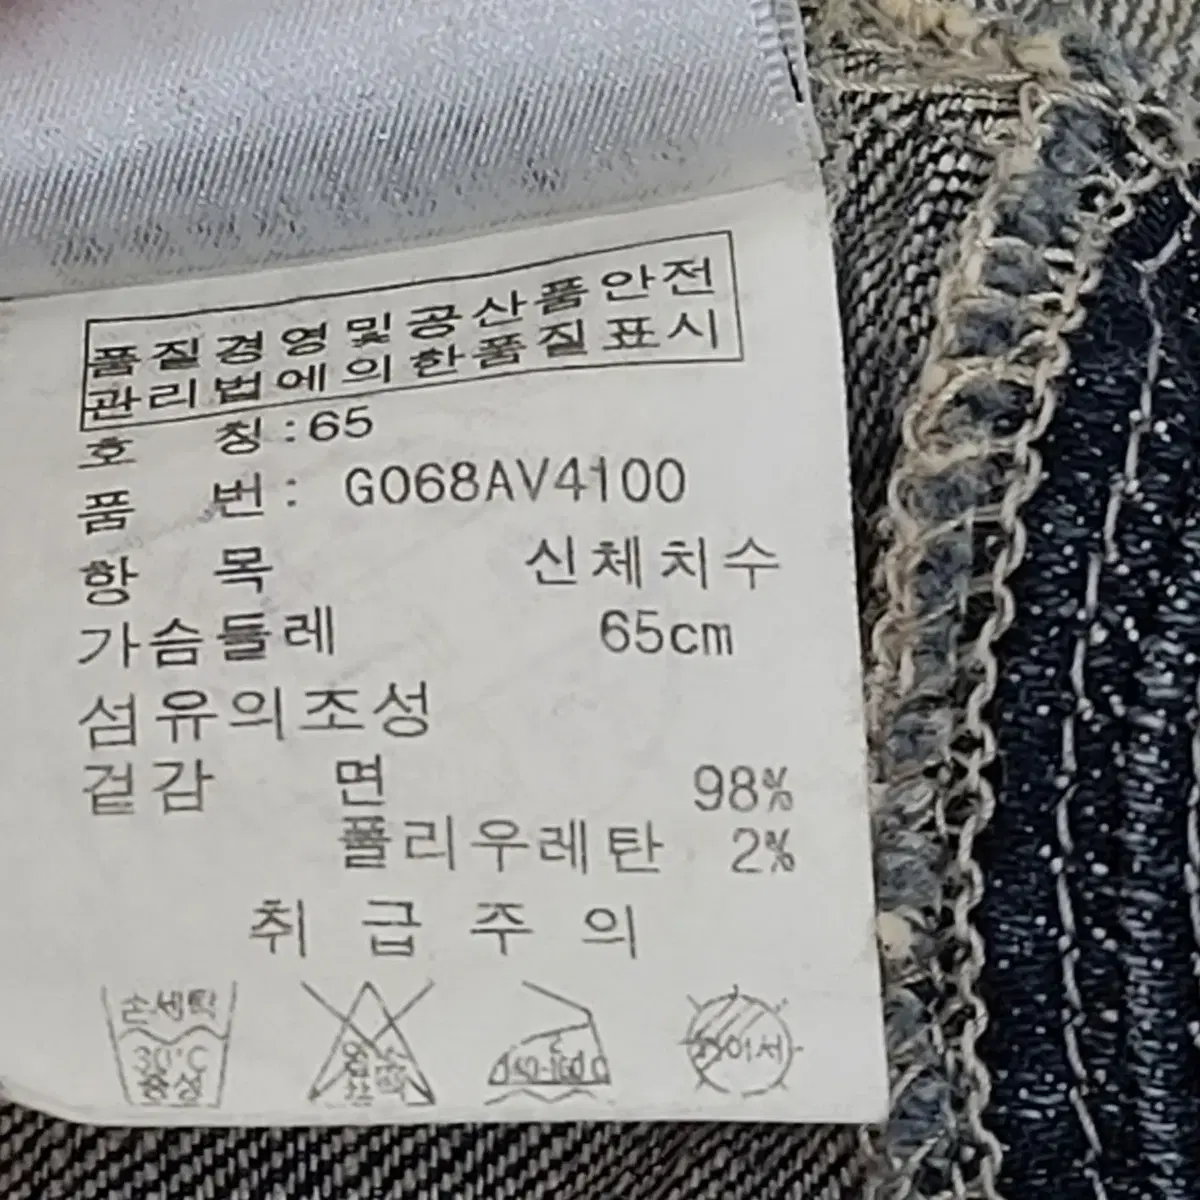 품질경영및공산품안전
관리법에의한품질표시
호 칭:65
품 번: G068AV4100
항 목 신체치수
가슴들레 65cm
섬유의조성
겉감 면 98%
폴리우레탄 2%
취급주의
손세탁
30°C
중성